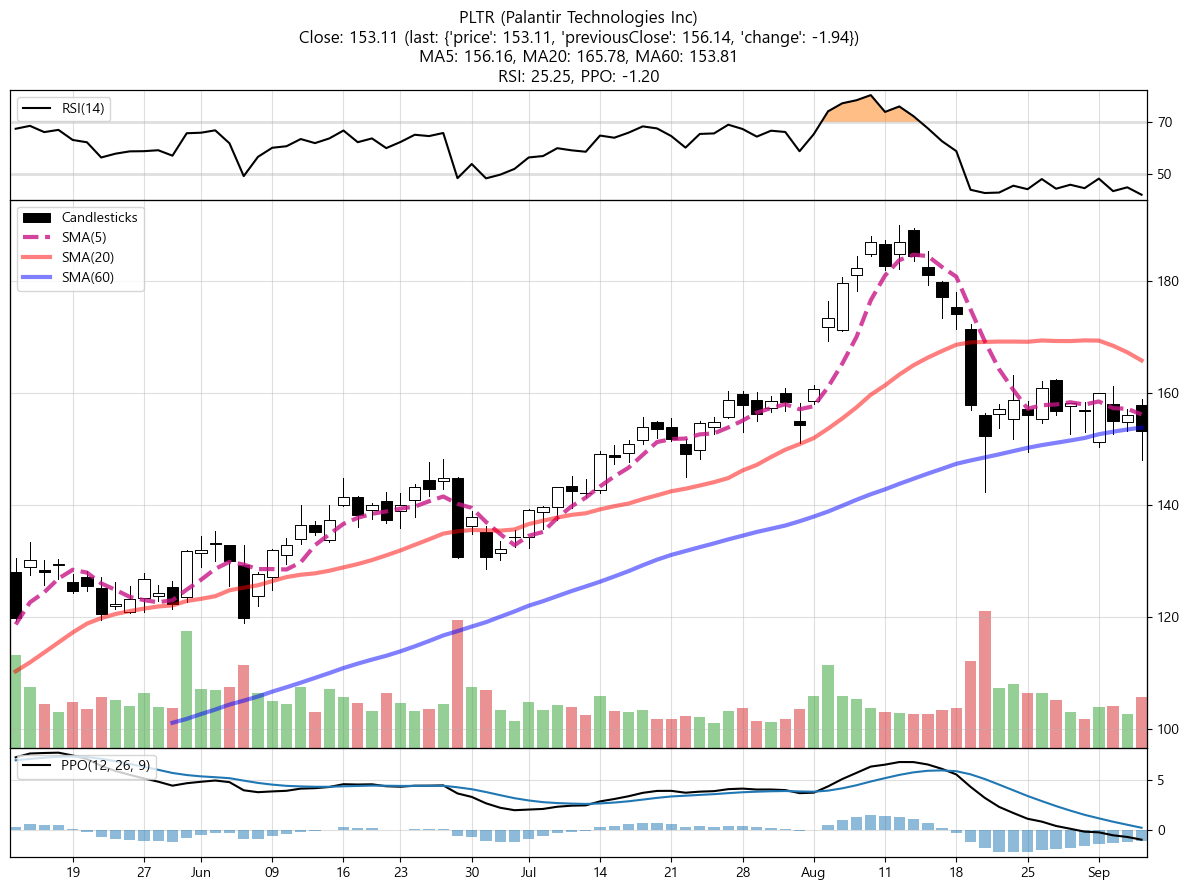 PLTR (Palantir Technologies Inc)
Close: 153.11 (last: {'price': 153.11, 'previousClose': 156.14, 'change': -1.94})
MA5: 156.16, MA20: 165.78, MA60: 153.81
RSI: 25.25, PPO: -1.20
RSI(14)
70
50
Candlesticks
SMA(5)
SMA(20)
SMA(60)
180
160
140
120
100
PPO(12, 26, 9)
5
0
19 27 Jun 09 16 23 30 Jul 14 21 28 Aug 11 18 25 Sep